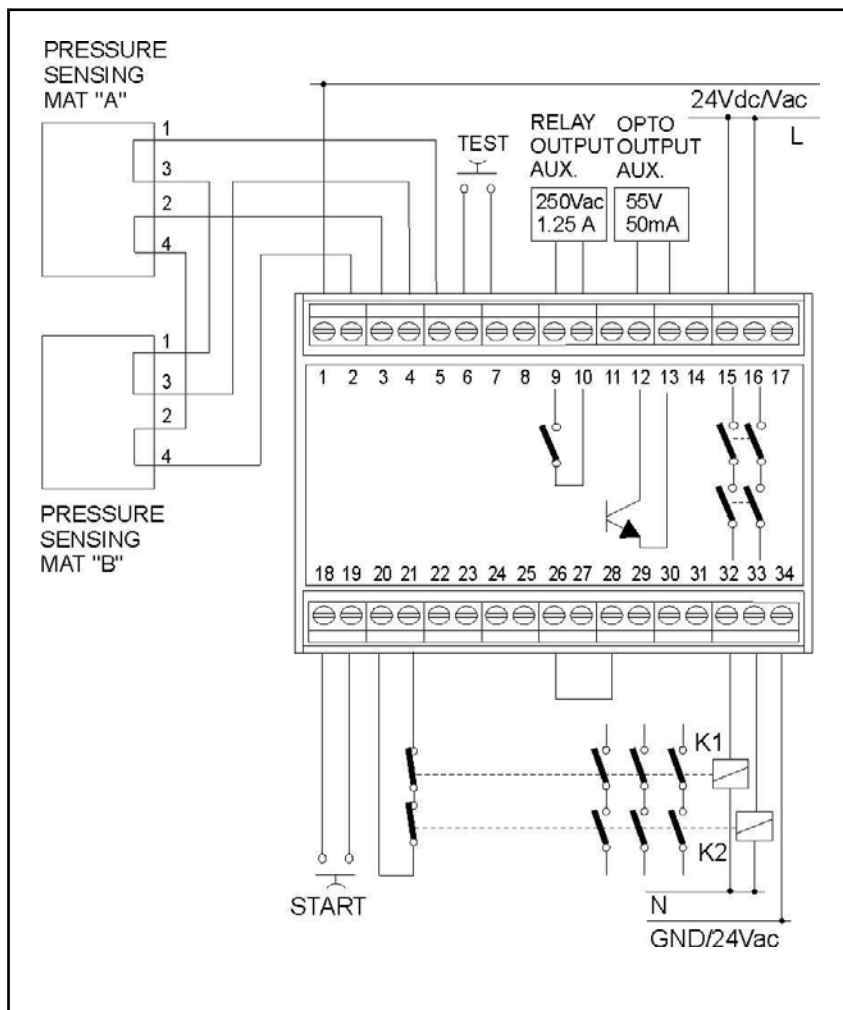 PRESSURE
SENSING
MAT "A"
1
3
2
4
1
3
2
4
PRESSURE
SENSING
MAT "B"
TEST
RELAY
OUTPUT
AUX.
250Vac
1.25 A
OPTO
OUTPUT
AUX.
55V
50mA
24Vdc/Vac
L
1 2 3 4 5 6 7 8 9 10 11 12 13 14 15 16 17
18 19 20 21 22 23 24 25 26 27 28 29 30 31 32 33 34
K1
K2
START
N
GND/24Vac